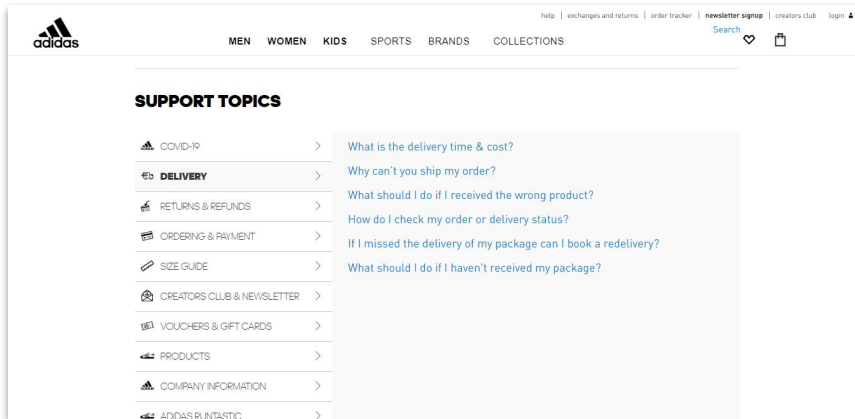 help | exchanges and returns | order tracker | newsletter signup | creators club login
adidas
MEN WOMEN KIDS SPORTS BRANDS COLLECTIONS
Search
SUPPORT TOPICS
COVID-19
DELIVERY
RETURNS & REFUNDS
ORDERING & PAYMENT
SIZE GUIDE
CREATORS CLUB & NEWSLETTER
VOUCHERS & GIFT CARDS
PRODUCTS
COMPANY INFORMATION
ADIDAS RUNTASTIC
What is the delivery time & cost?
Why can't you ship my order?
What should I do if I received the wrong product?
How do I check my order or delivery status?
If I missed the delivery of my package can I book a redelivery?
What should I do if I haven't received my package?